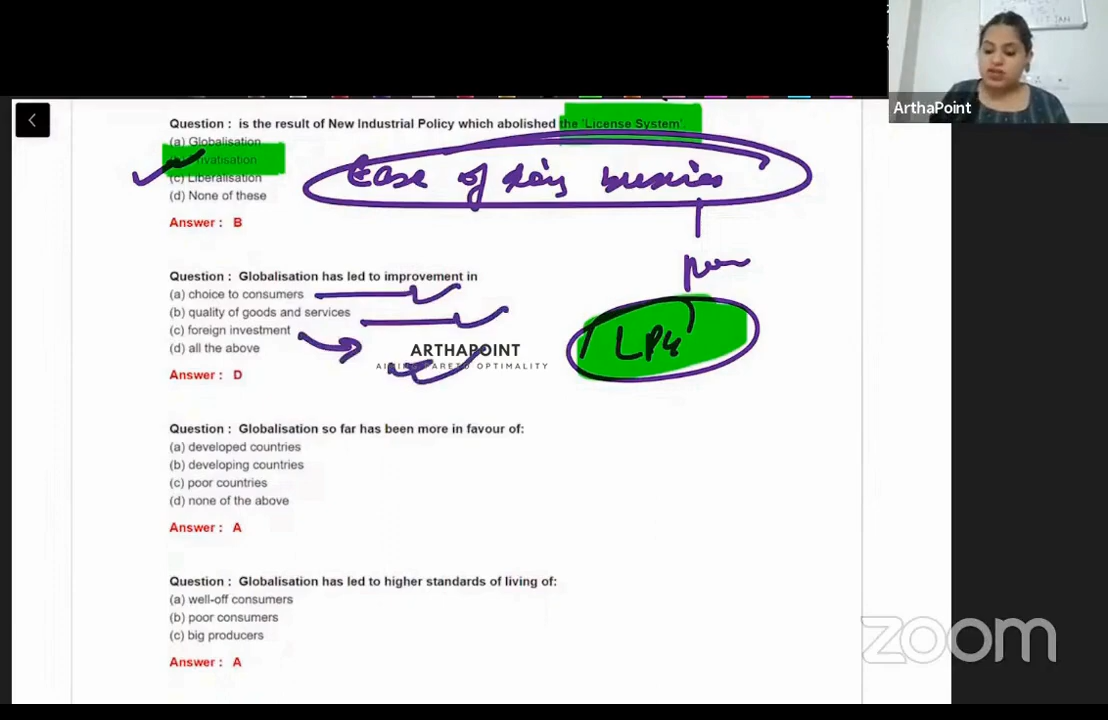 ArthaPoint
Question : is the result of New Industrial Policy which abolished the 'License System'.
(a) Globalisation
(b) Privatisation
(c) Liberalisation
(d) None of these
Ease of doing business
Answer : B
Question : Globalisation has led to improvement in
(a) choice to consumers
(b) quality of goods and services
(c) foreign investment
(d) all the above
LPG
ARTHAPOINT
AIMING PARETO OPTIMALITY
Answer : D
Question : Globalisation so far has been more in favour of:
(a) developed countries
(b) developing countries
(c) poor countries
(d) none of the above
Answer : A
Question : Globalisation has led to higher standards of living of:
(a) well-off consumers
(b) poor consumers
(c) big producers
zoom
Answer : A